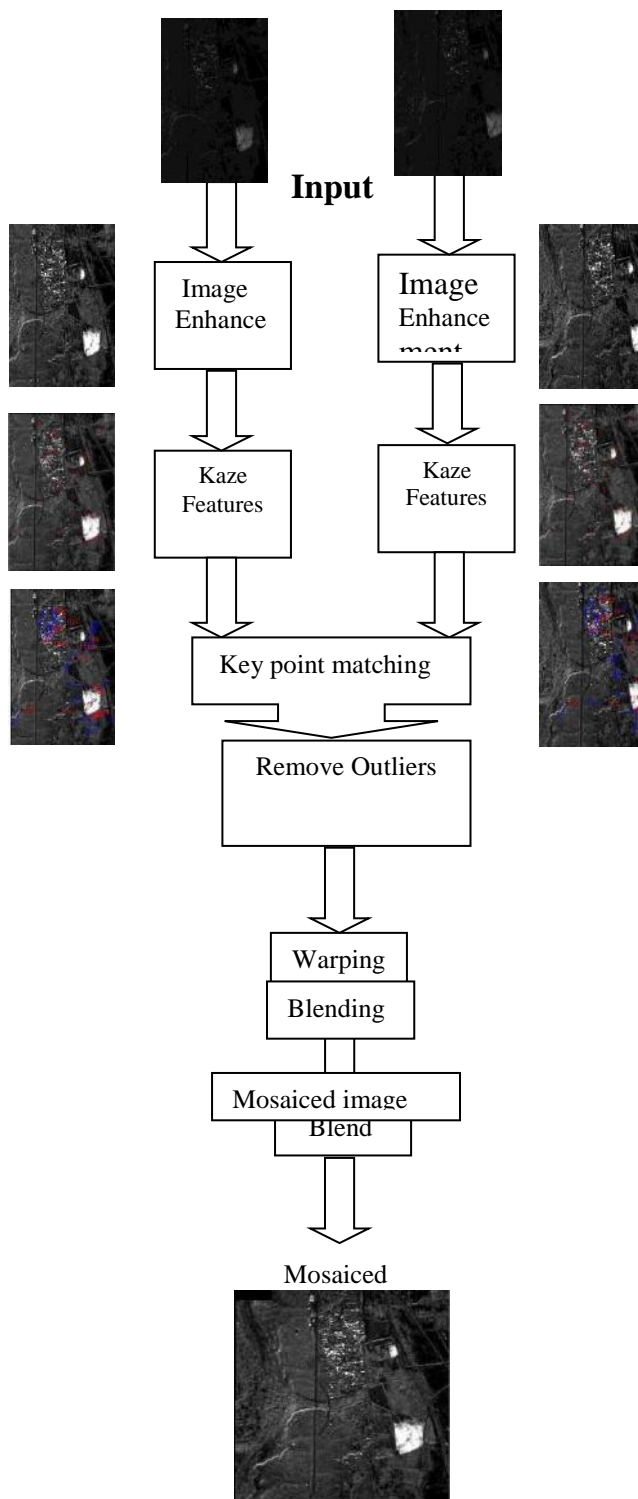 Input
Image
Enhance
Image
Enhance
ment
Kaze
Features
Kaze
Features
Key point matching
Remove Outliers
Warping
Blending
Mosaiced image
Blend
Mosaiced